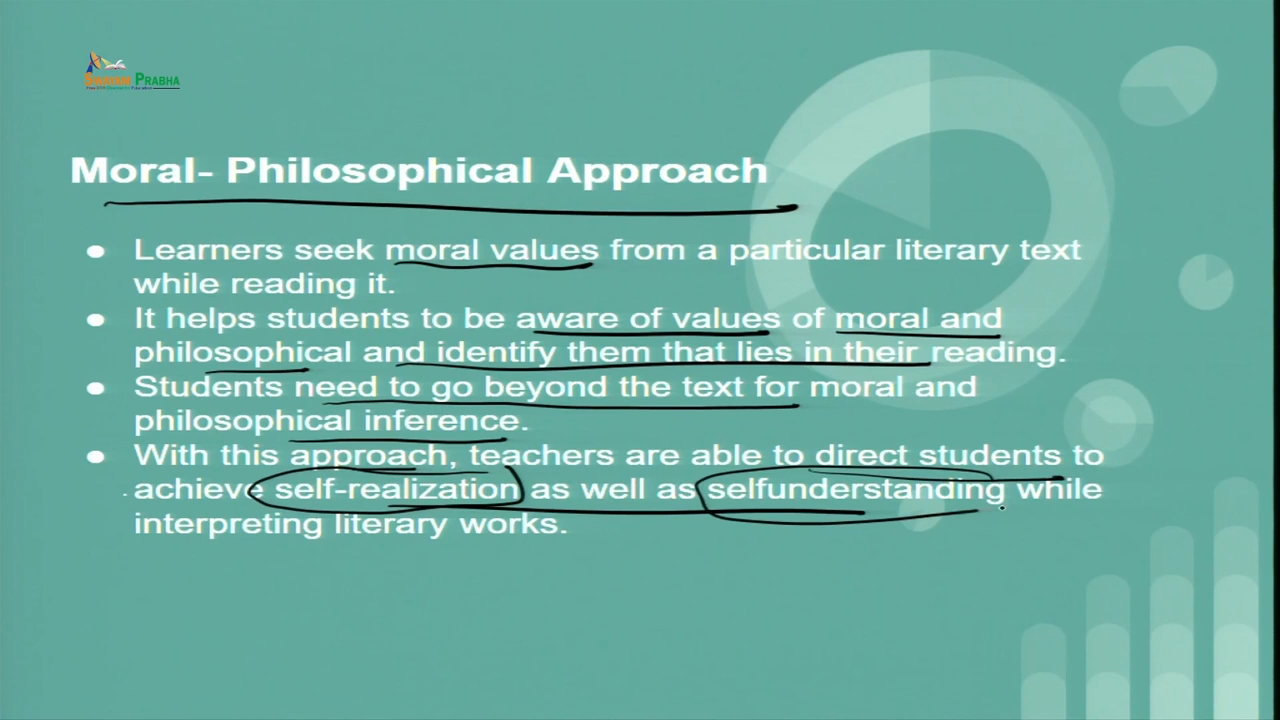 SWAYAM PRABHA
Moral- Philosophical Approach
● Learners seek moral values from a particular literary text
while reading it.
● It helps students to be aware of values of moral and
philosophical and identify them that lies in their reading.
● Students need to go beyond the text for moral and
philosophical inference.
● With this approach, teachers are able to direct students to
achieve self-realization as well as selfunderstanding while
interpreting literary works.